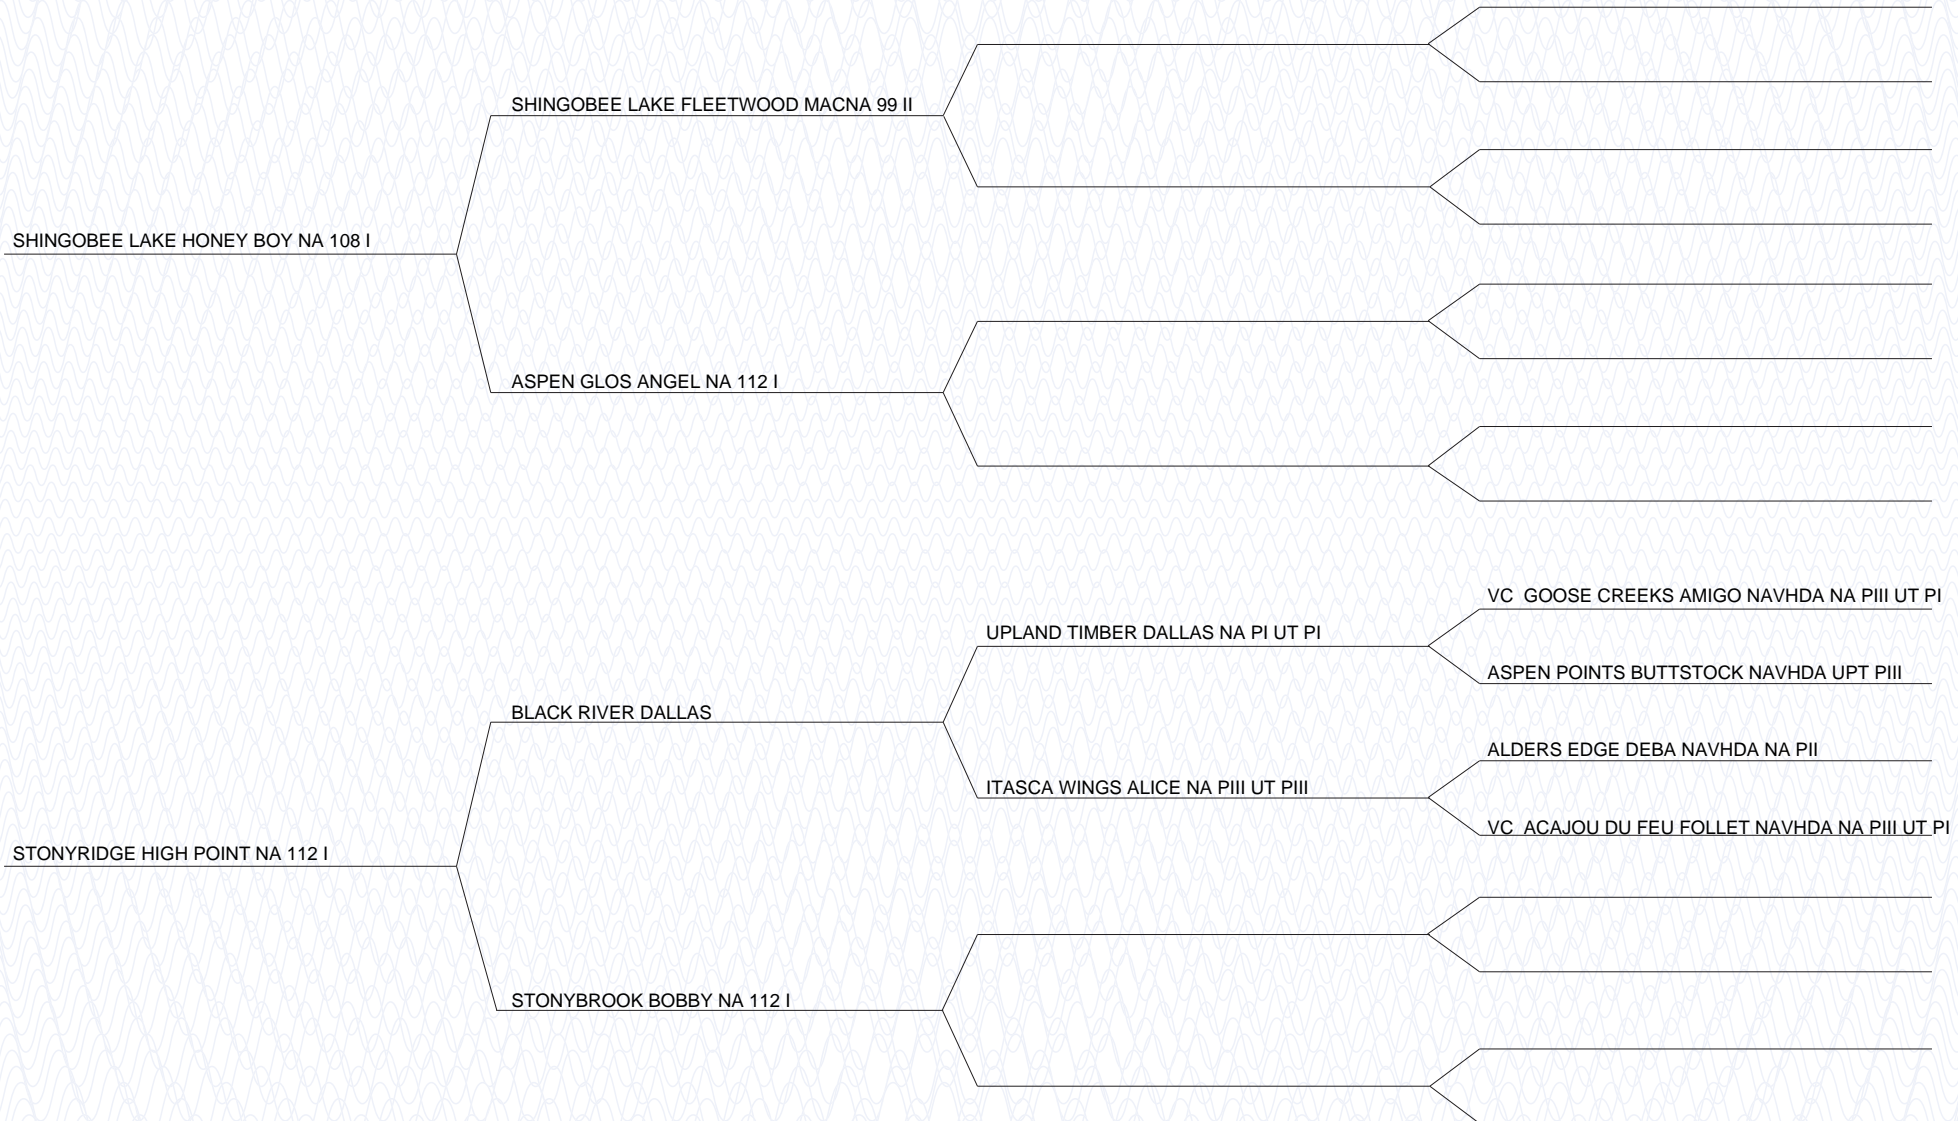 SHINGOBEE LAKE FLEETWOOD MACNA 99 II
SHINGOBEE LAKE HONEY BOY NA 108 I
ASPEN GLOS ANGEL NA 112 I
VC  GOOSE CREEKS AMIGO NAVHDA NA PIII UT PI
UPLAND TIMBER DALLAS NA PI UT PI
ASPEN POINTS BUTTSTOCK NAVHDA UPT PIII
BLACK RIVER DALLAS
ALDERS EDGE DEBA NAVHDA NA PII
ITASCA WINGS ALICE NA PIII UT PIII
VC  ACAJOU DU FEU FOLLET NAVHDA NA PIII UT PI
STONYRIDGE HIGH POINT NA 112 I
STONYBROOK BOBBY NA 112 I